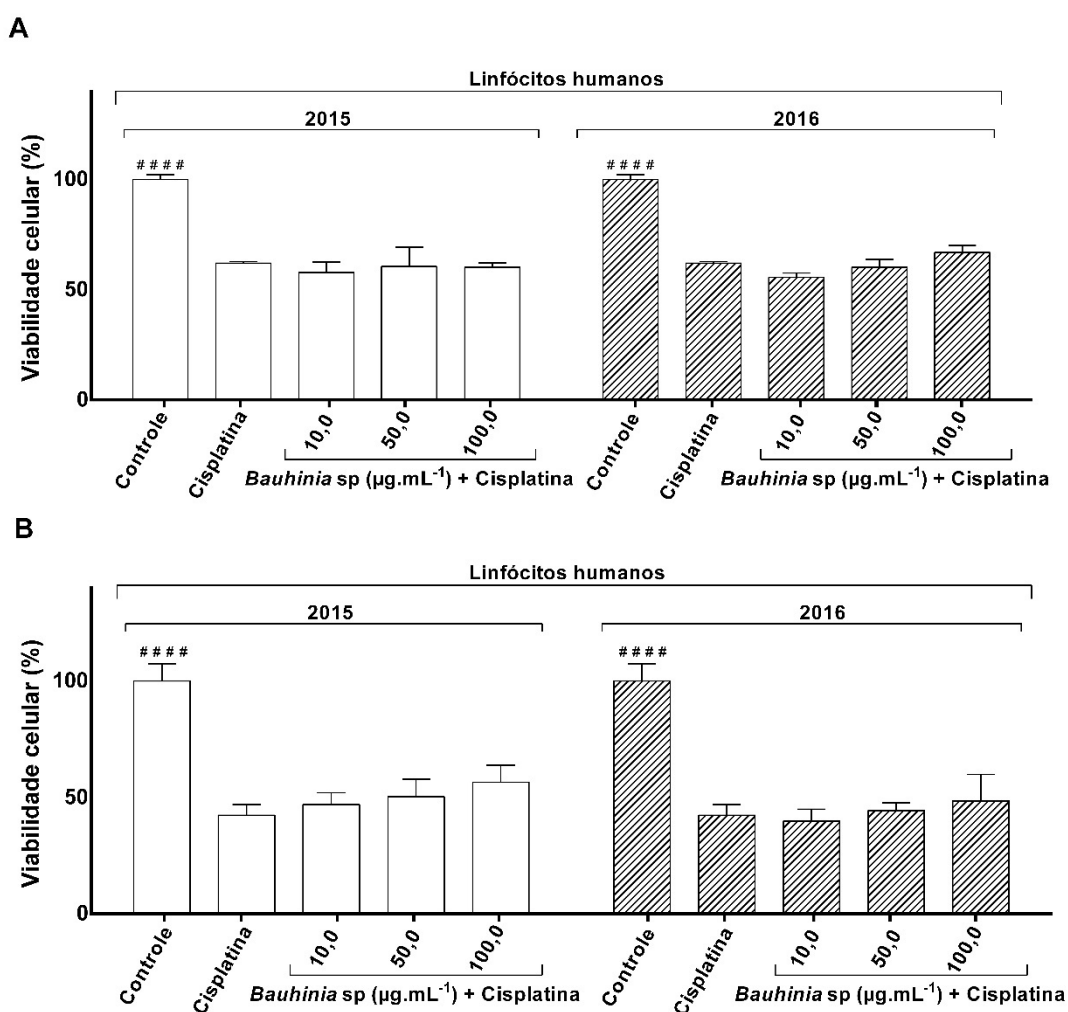 A
Linfócitos humanos
2015 2016
Viabilidade celular (%)
#### ####
100
50
0
Controle Cisplatina 10,0 50,0 100,0 Controle Cisplatina 10,0 50,0 100,0
Bauhinia sp (µg.mL⁻¹) + Cisplatina Bauhinia sp (µg.mL⁻¹) + Cisplatina
B
Linfócitos humanos
2015 2016
Viabilidade celular (%)
#### ####
100
50
0
Controle Cisplatina 10,0 50,0 100,0 Controle Cisplatina 10,0 50,0 100,0
Bauhinia sp (µg.mL⁻¹) + Cisplatina Bauhinia sp (µg.mL⁻¹) + Cisplatina